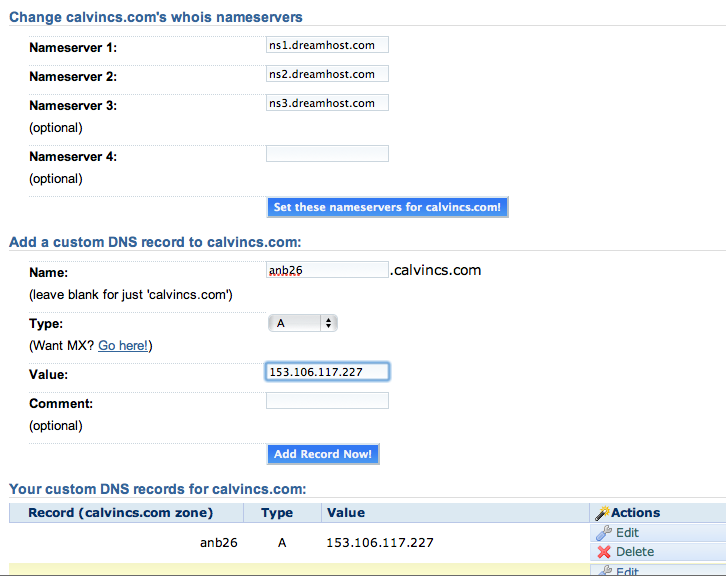 Change calvincs.com's whois nameservers
Nameserver 1: ns1.dreamhost.com
Nameserver 2: ns2.dreamhost.com
Nameserver 3: ns3.dreamhost.com
(optional)
Nameserver 4:
(optional)
Set these nameservers for calvincs.com!
Add a custom DNS record to calvincs.com:
Name: anb26 .calvincs.com
(leave blank for just 'calvincs.com')
Type: A
(Want MX? Go here!)
Value: 153.106.117.227
Comment:
(optional)
Add Record Now!
Your custom DNS records for calvincs.com:
Record (calvincs.com zone) Type Value Actions
Edit
anb26 A 153.106.117.227
Delete
Edit